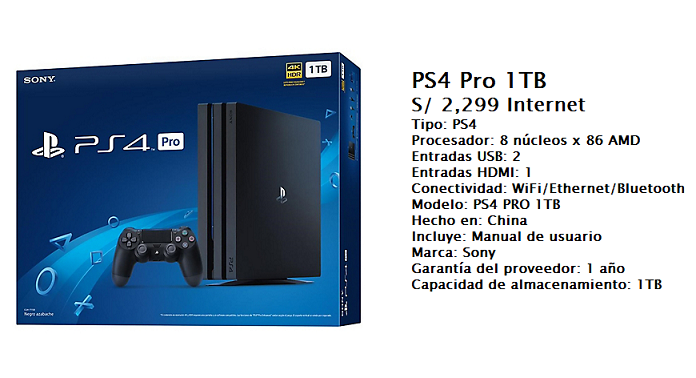 SONY
4K
HDR
1TB
PS4 Pro
SONY
PS4
Negro azabache
PS4 Pro 1TB
S/ 2,299 Internet
Tipo: PS4
Procesador: 8 núcleos x 86 AMD
Entradas USB: 2
Entradas HDMI: 1
Conectividad: WiFi/Ethernet/Bluetooth
Modelo: PS4 PRO 1TB
Hecho en: China
Incluye: Manual de usuario
Marca: Sony
Garantía del proveedor: 1 año
Capacidad de almacenamiento: 1TB